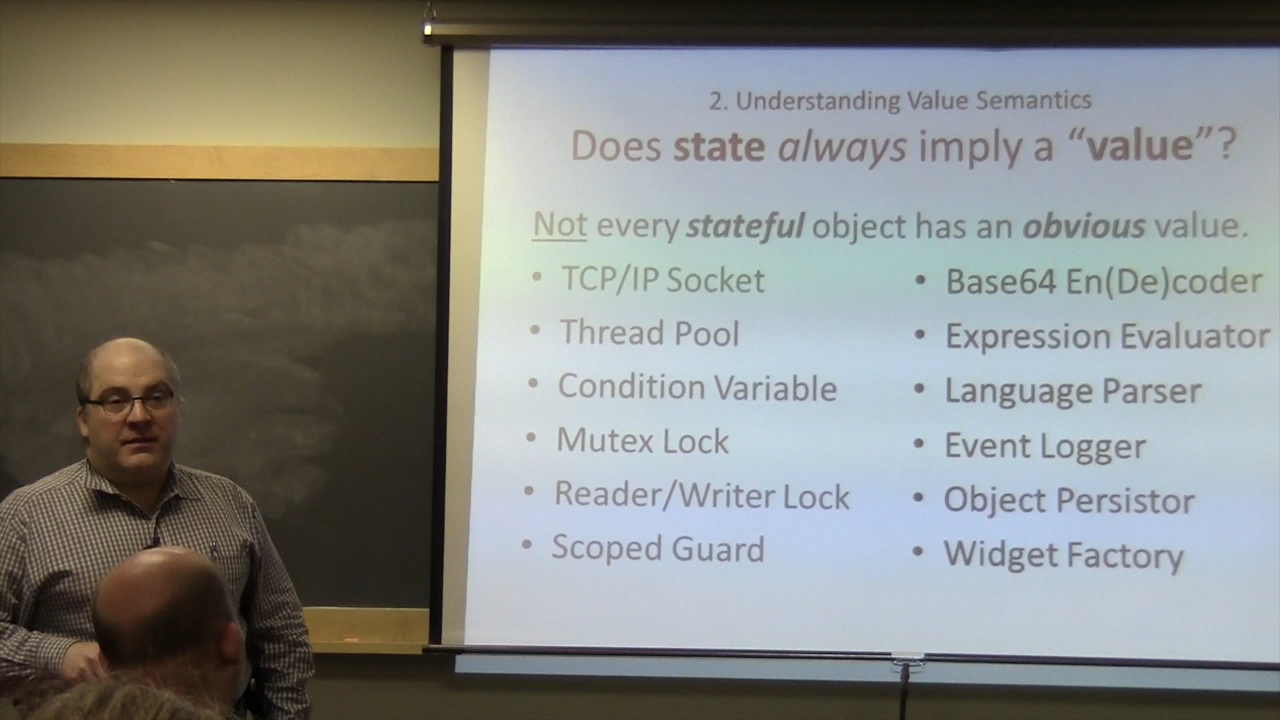 2. Understanding Value Semantics
Does state always imply a “value”?
Not every stateful object has an obvious value.
• TCP/IP Socket
• Thread Pool
• Condition Variable
• Mutex Lock
• Reader/Writer Lock
• Scoped Guard
• Base64 En(De)coder
• Expression Evaluator
• Language Parser
• Event Logger
• Object Persistor
• Widget Factory